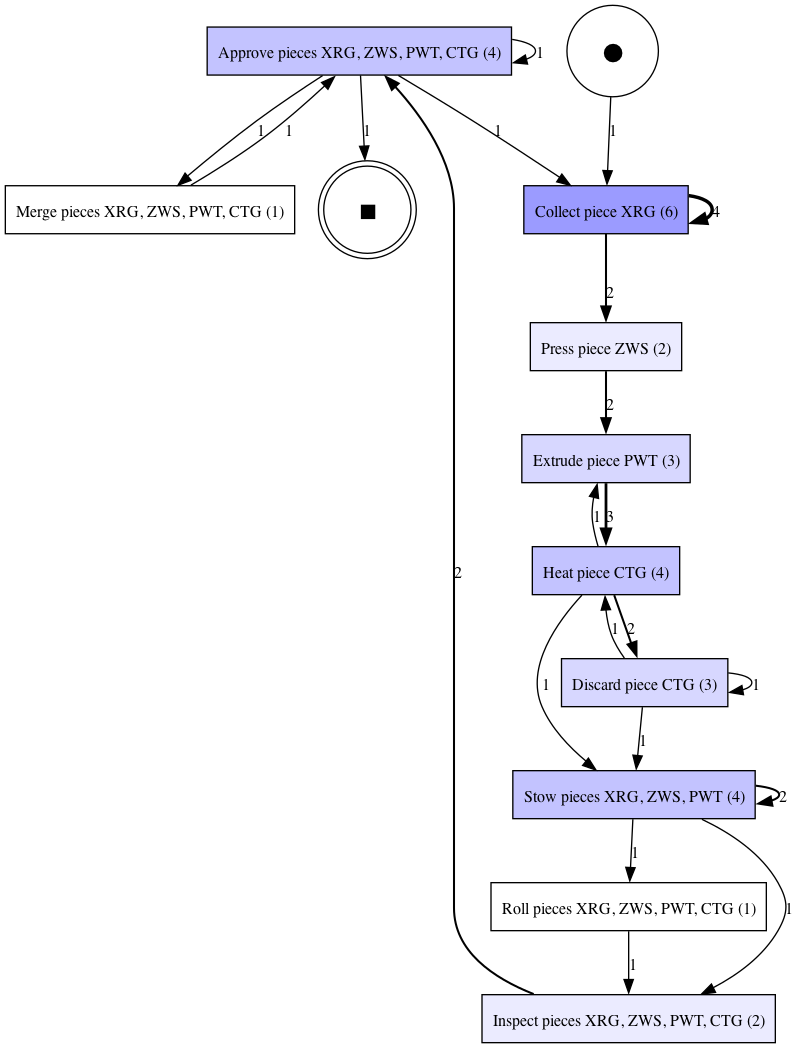 Approve pieces XRG, ZWS, PWT, CTG (4)
1
1
1
1
1
1
Merge pieces XRG, ZWS, PWT, CTG (1)
Collect piece XRG (6)
4
2
Press piece ZWS (2)
2
Extrude piece PWT (3)
1
3
Heat piece CTG (4)
2
1
2
1
Discard piece CTG (3)
1
1
Stow pieces XRG, ZWS, PWT (4)
2
1
Roll pieces XRG, ZWS, PWT, CTG (1)
1
1
Inspect pieces XRG, ZWS, PWT, CTG (2)